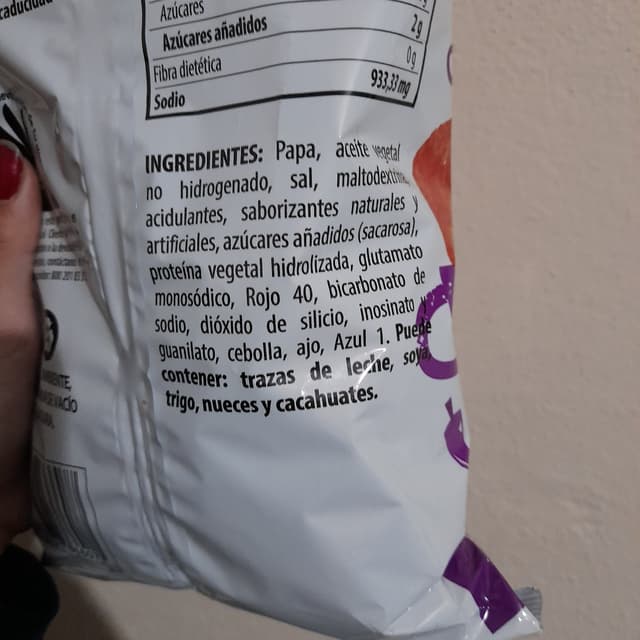 Azúcares
Azúcares añadidos 2g
Fibra dietética 0g
Sodio 933,33 mg
INGREDIENTES: Papa, aceite vegetal
no hidrogenado, sal, maltodextrina,
acidulantes, saborizantes naturales y
artificiales, azúcares añadidos (sacarosa),
proteína vegetal hidrolizada, glutamato
monosódico, Rojo 40, bicarbonato de
sodio, dióxido de silicio, inosinato y
guanilato, cebolla, ajo, Azul 1. Puede
contener: trazas de leche, soya,
trigo, nueces y cacahuates.